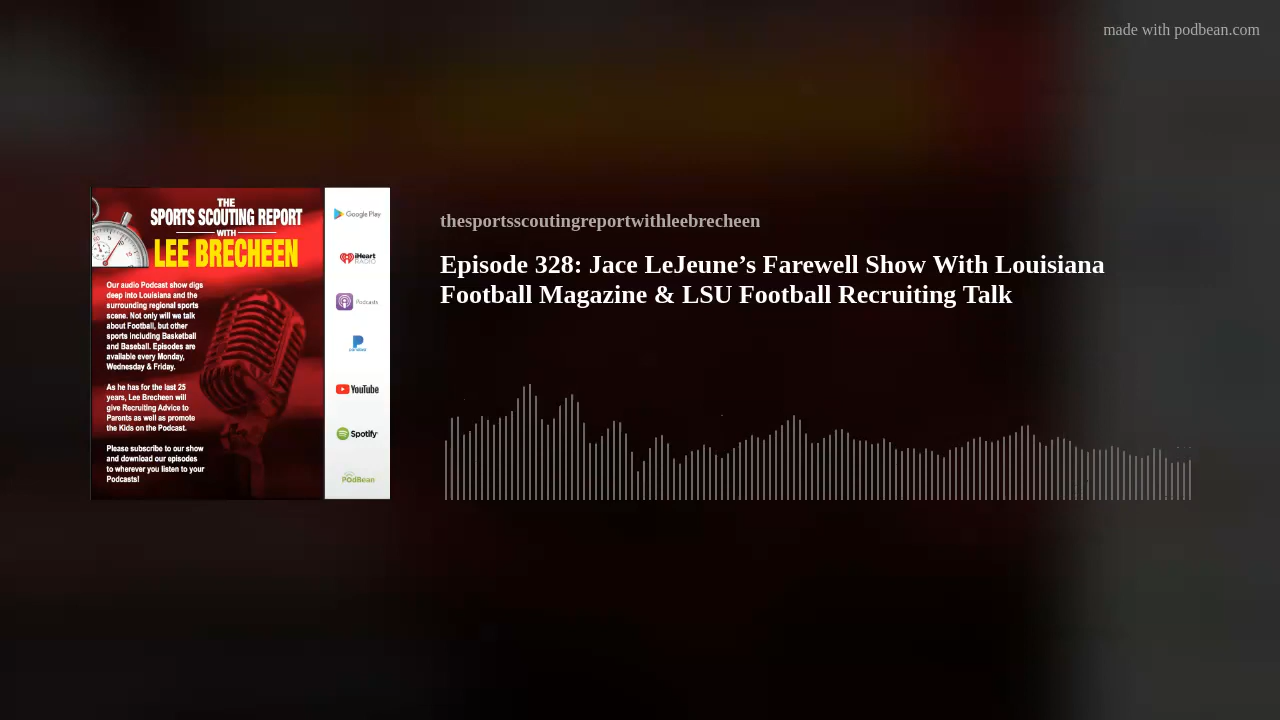 made with podbean.com
THE
SPORTS SCOUTING REPORT
WITH
LEE BRECHEEN
Our audio Podcast show digs
deep into Louisiana and the
surrounding regional sports
scene. Not only will we talk
about Football, but other
sports including Basketball
and Baseball. Episodes are
available every Monday,
Wednesday & Friday.
As he has for the last 25
years, Lee Brecheen will
give Recruiting Advice to
Parents as well as promote
the Kids on the Podcast.
Please subscribe to our show
and download our episodes
to wherever you listen to your
Podcasts!
Google Play
iHeart
RADIO
Podcasts
YouTube
Spotify
PodBean
thesportsscoutingreportwithleebrecheen
Episode 328: Jace LeJeune’s Farewell Show With Louisiana
Football Magazine & LSU Football Recruiting Talk